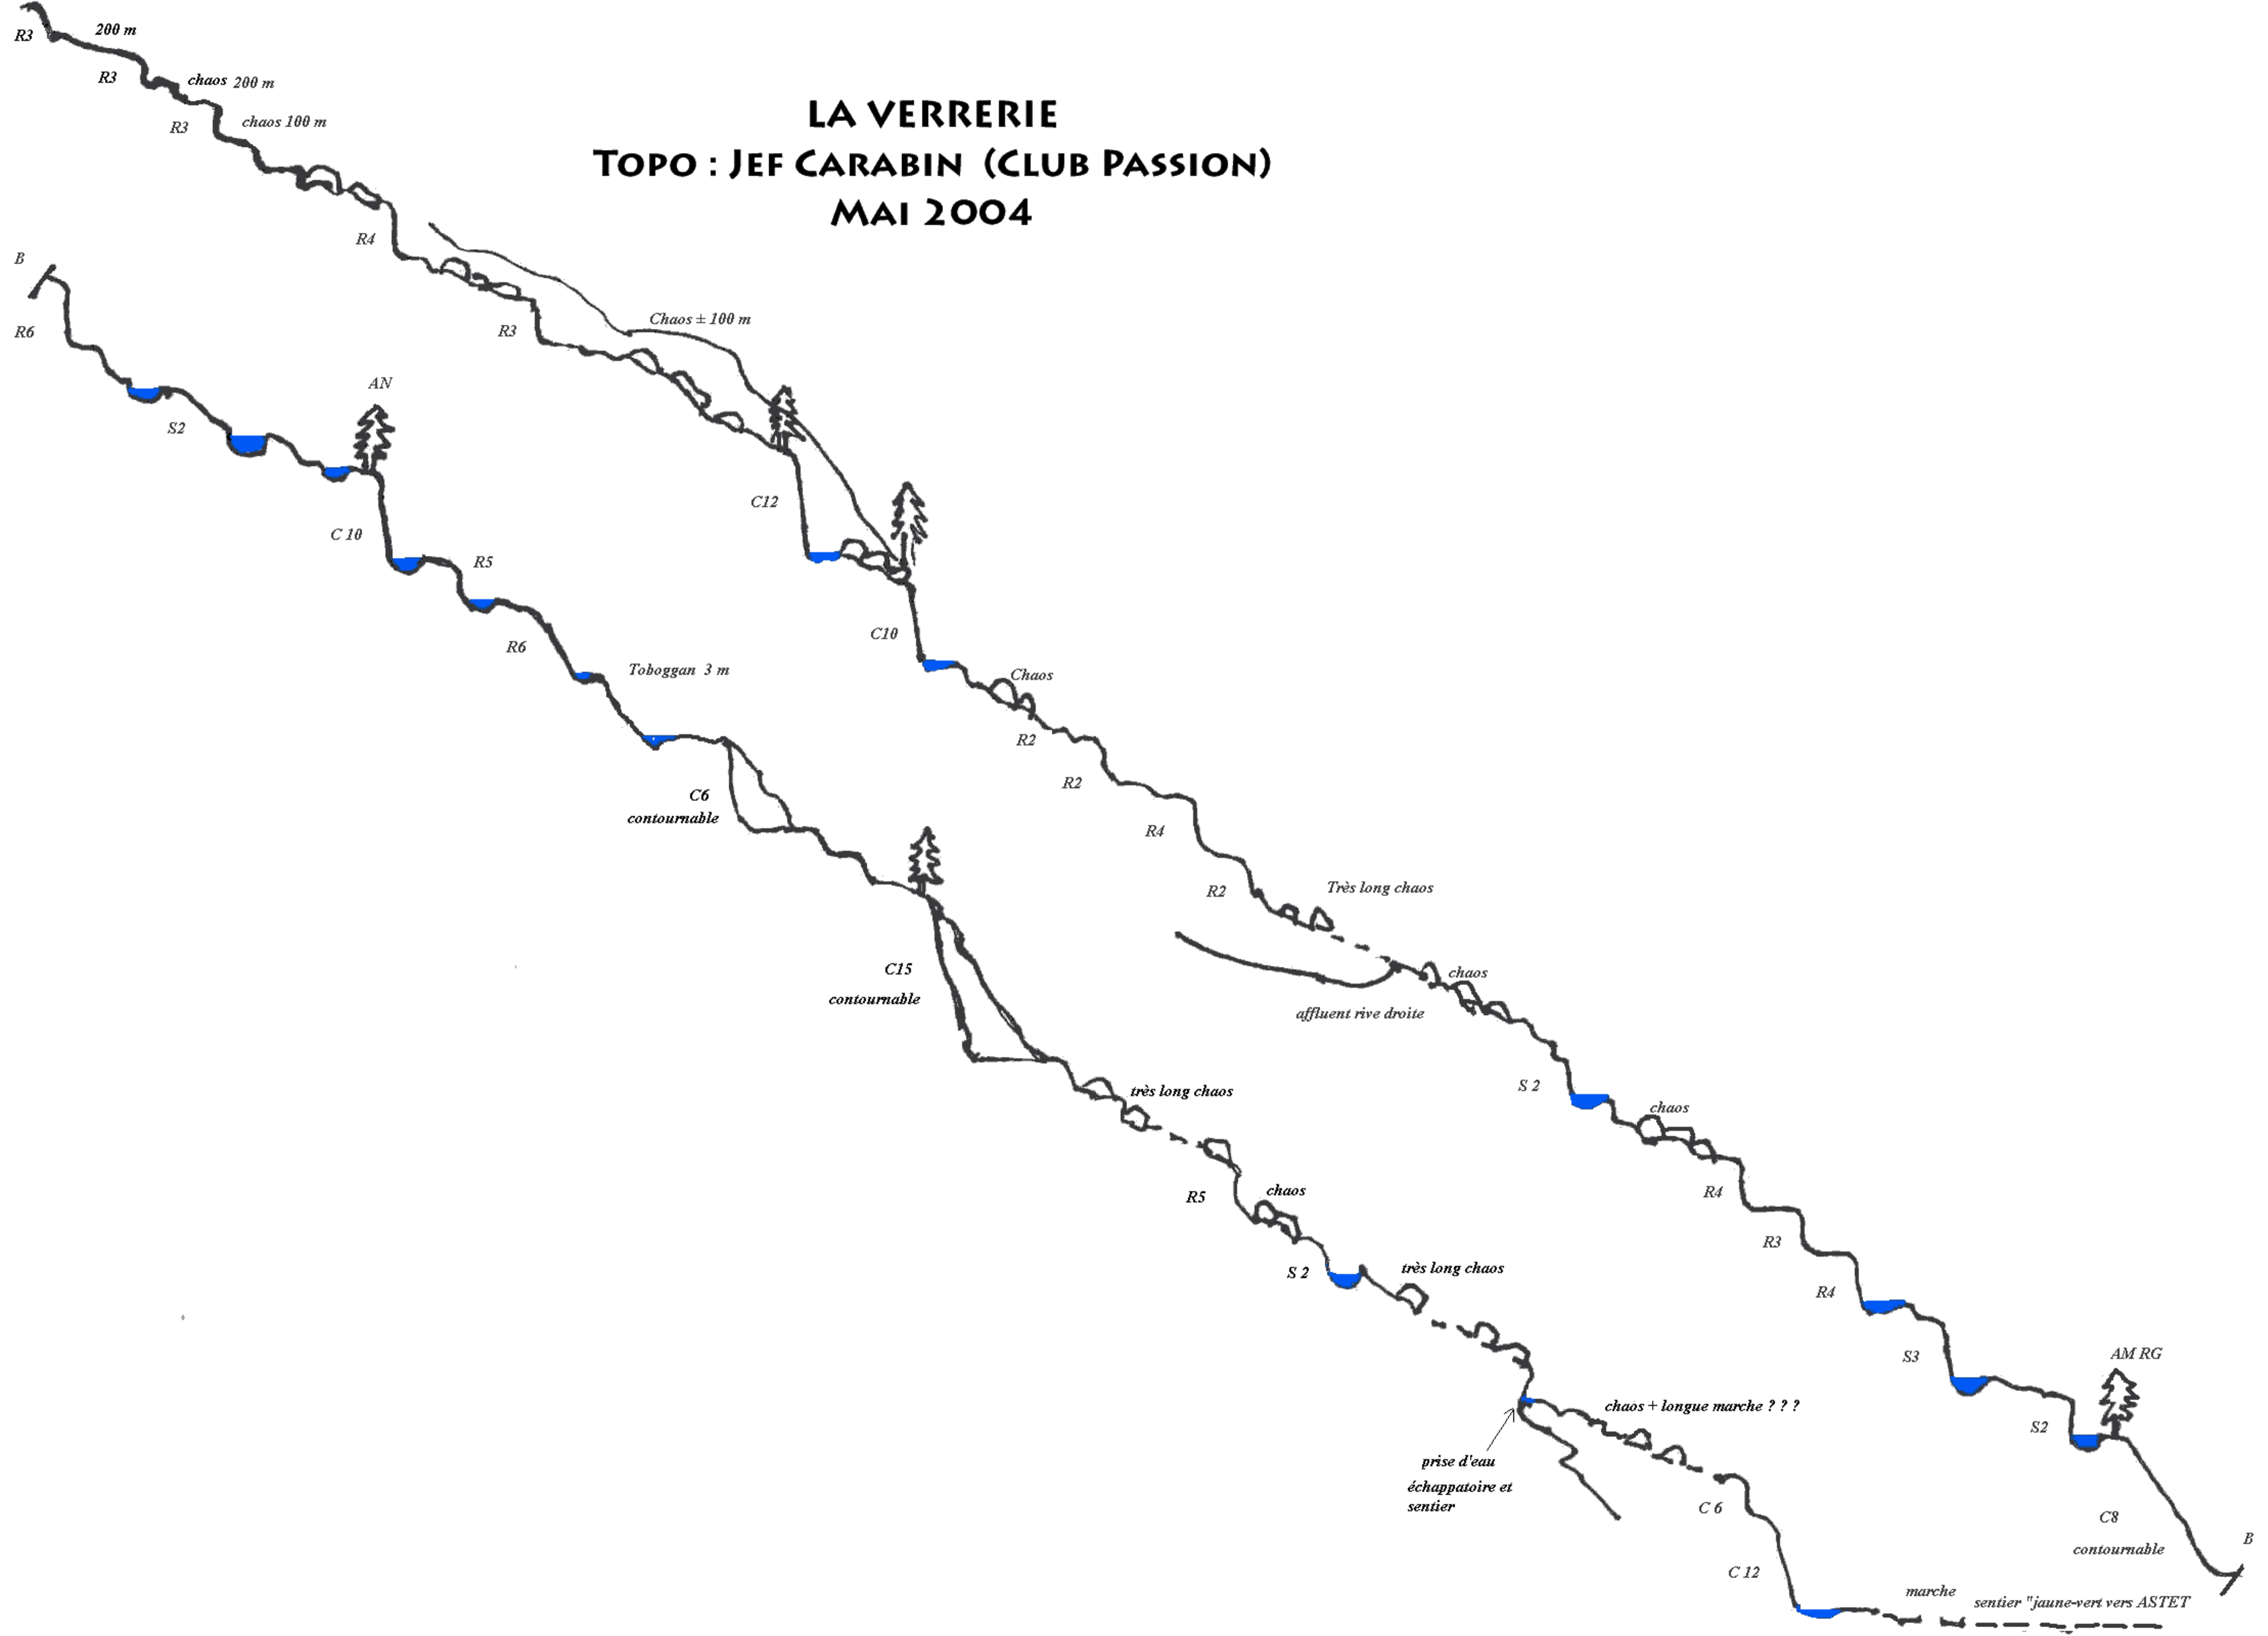 LA VERRERIE
TOPO : JEF CARABIN (CLUB PASSION)
MAI 2004
R3
200 m
R3
chaos 200 m
R3
chaos 100 m
R4
R3
Chaos ± 100 m
C12
C10
Chaos
R2
R2
R4
R2
Très long chaos
affluent rive droite
chaos
S 2
chaos
R4
R3
R4
S3
S2
AM RG
C8
contournable
B
B
R6
S2
AN
C 10
R5
R6
Toboggan 3 m
C6
contournable
C15
contournable
très long chaos
R5
chaos
S 2
très long chaos
prise d'eau
échappatoire et
sentier
chaos + longue marche ? ? ?
C 6
C 12
marche
sentier "jaune-vert vers ASTET